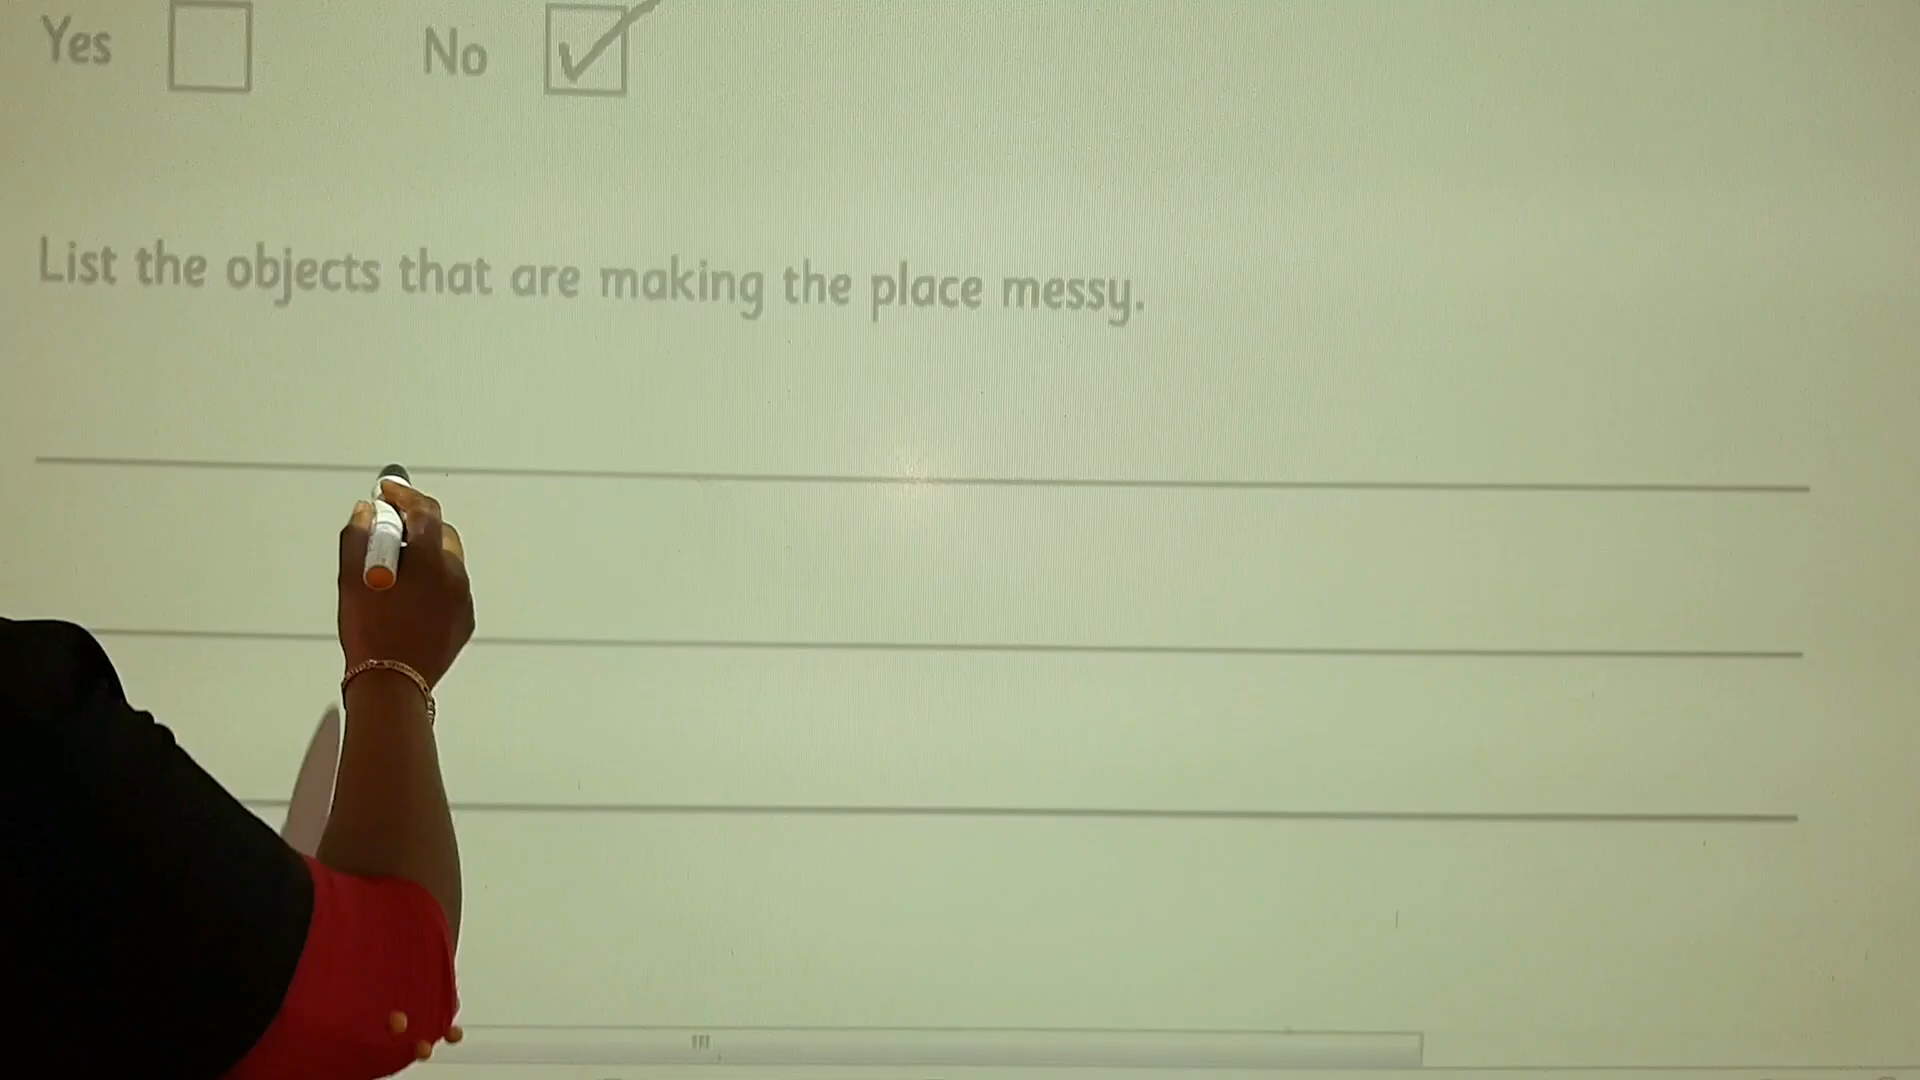 Yes No
List the objects that are making the place messy.